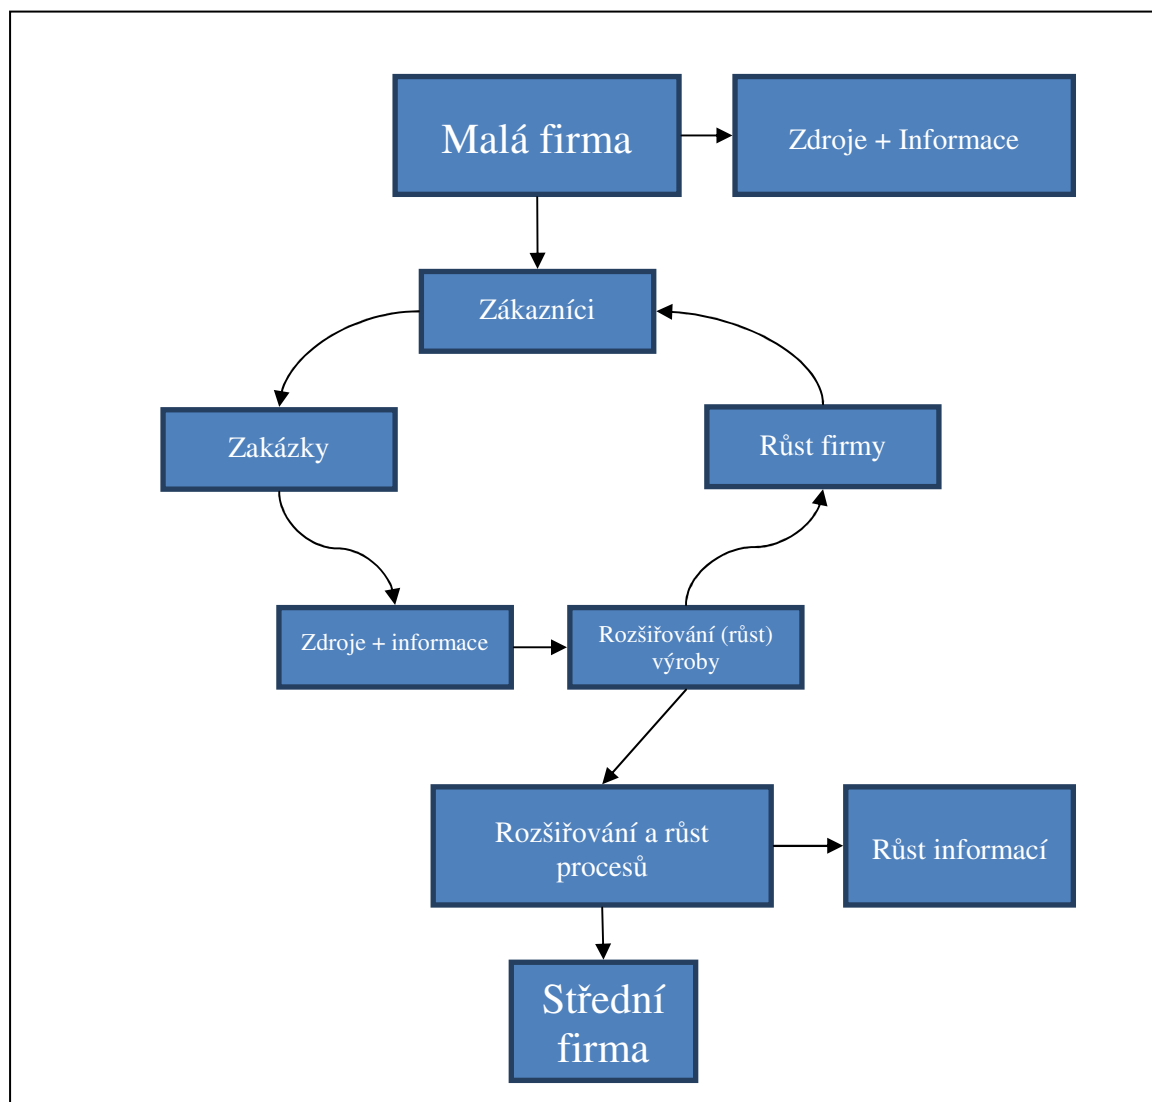 Malá firma
Zdroje + Informace
Zákazníci
Zakázky
Růst firmy
Zdroje + informace
Rozšiřování (růst)
výroby
Rozšiřování a růst
procesů
Růst informací
Střední
firma